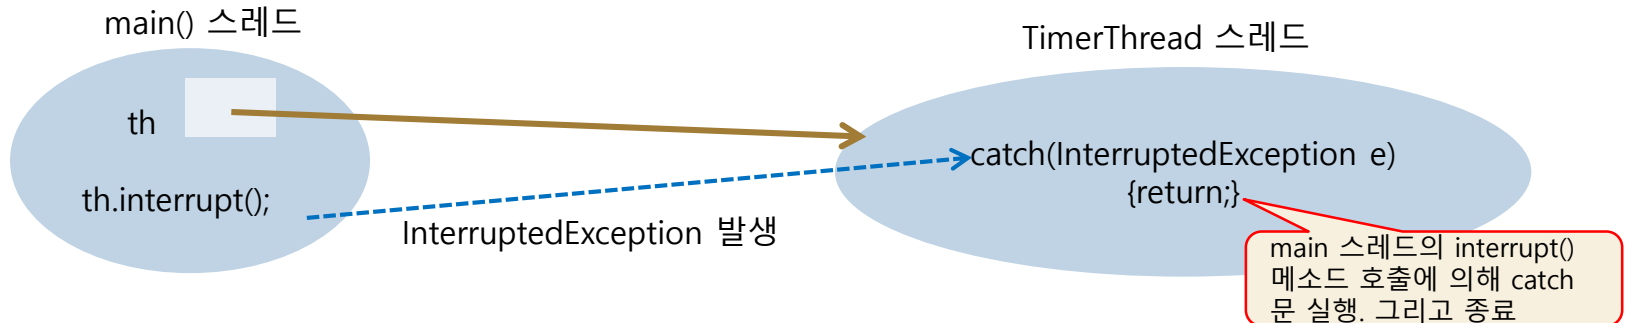 main() 스레드
TimerThread 스레드
th
th.interrupt();
InterruptedException 발생
catch(InterruptedException e)
{return;}
main 스레드의 interrupt()
메소드 호출에 의해 catch
문 실행. 그리고 종료